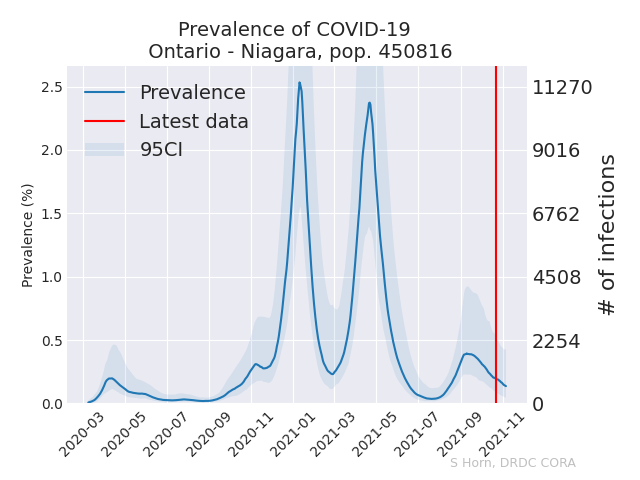 Prevalence of COVID-19
Ontario - Niagara, pop. 450816
Prevalence
Latest data
95CI
Prevalence (%)
2.5
2.0
1.5
1.0
0.5
0.0
11270
9016
6762
4508
2254
0
# of infections
2020-03
2020-05
2020-07
2020-09
2020-11
2021-01
2021-03
2021-05
2021-07
2021-09
2021-11
S Horn, DRDC CORA